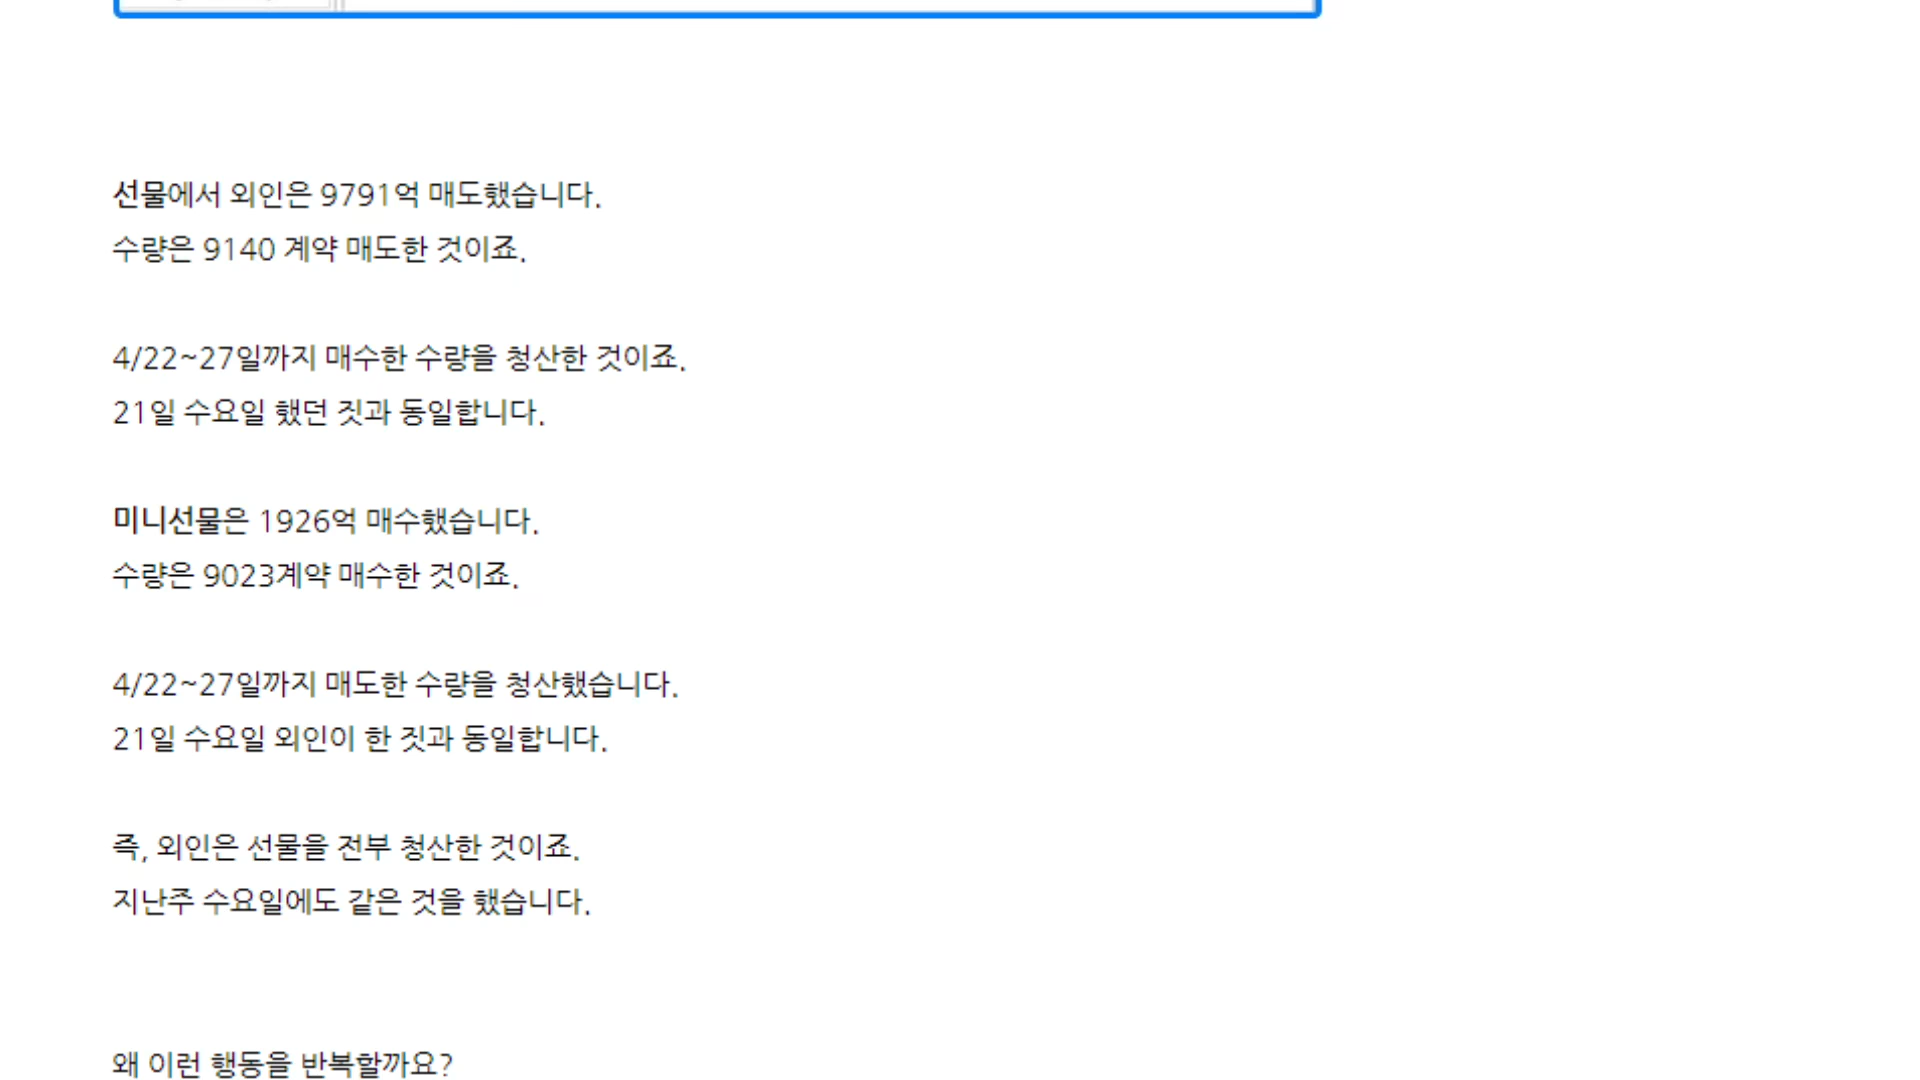 선물에서 외인은 9791억 매도했습니다.
수량은 9140 계약 매도한 것이죠.
4/22~27일까지 매수한 수량을 청산한 것이죠.
21일 수요일 했던 짓과 동일합니다.
미니선물은 1926억 매수했습니다.
수량은 9023계약 매수한 것이죠.
4/22~27일까지 매도한 수량을 청산했습니다.
21일 수요일 외인이 한 짓과 동일합니다.
즉, 외인은 선물을 전부 청산한 것이죠.
지난주 수요일에도 같은 것을 했습니다.
왜 이런 행동을 반복할까요?